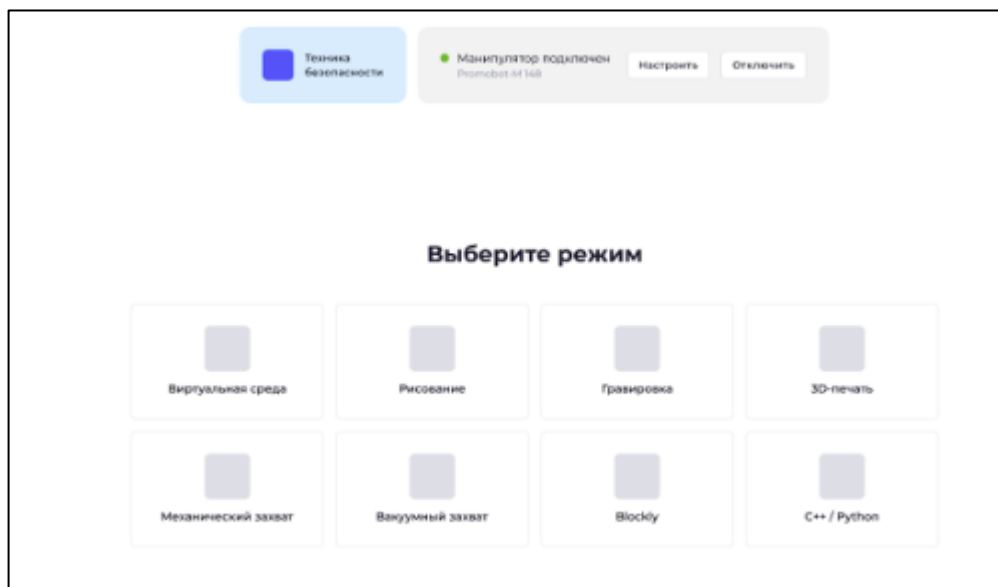 Техника
безопасности
Манипулятор подключен
Promobot-M 14B
Настроить
Отключить
Выберите режим
Виртуальная среда
Рисование
Гравировка
3D-печать
Механический захват
Вакуумный захват
Blockly
C++ / Python